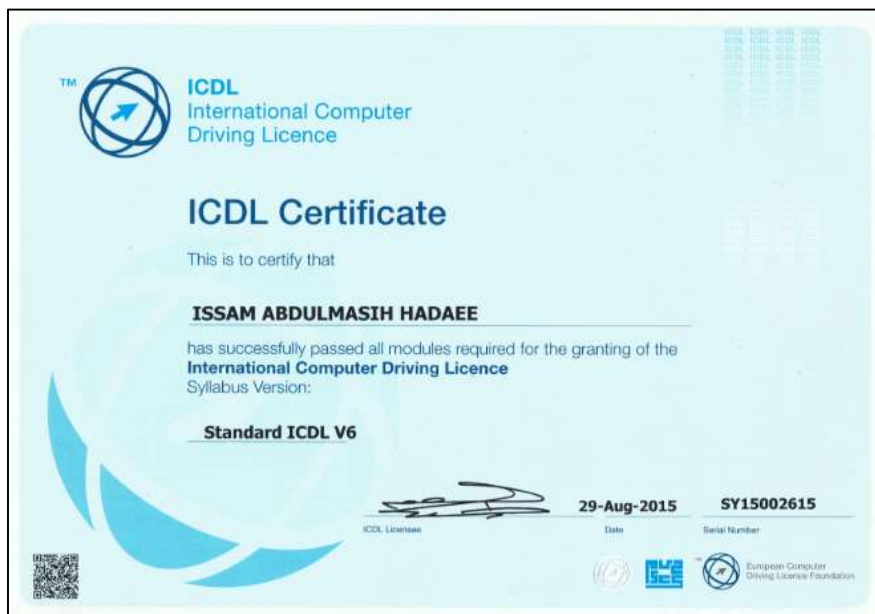 TM
ICDL
International Computer
Driving Licence
ICDL Certificate
This is to certify that
ISSAM ABDULMASIH HADAEE
has successfully passed all modules required for the granting of the
International Computer Driving Licence
Syllabus Version:
Standard ICDL V6
29-Aug-2015 SY15002615
ICDL Licensee Date Serial Number
European Computer
Driving Licence Foundation